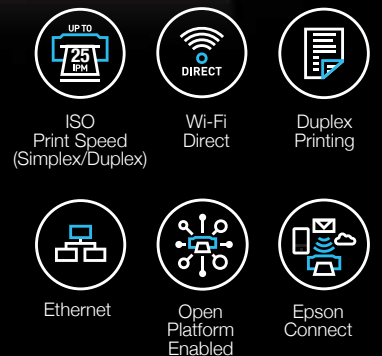 UP TO
25
IPM
DIRECT
ISO
Print Speed
(Simplex/Duplex)
Wi-Fi
Direct
Duplex
Printing
Ethernet
Open
Platform
Enabled
Epson
Connect